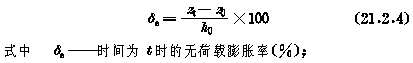 δₑ = (zₜ − z₀)/h₀ × 100 (21.2.4)
式中 δₑ——时间为 t 时的无荷载膨胀率(%);